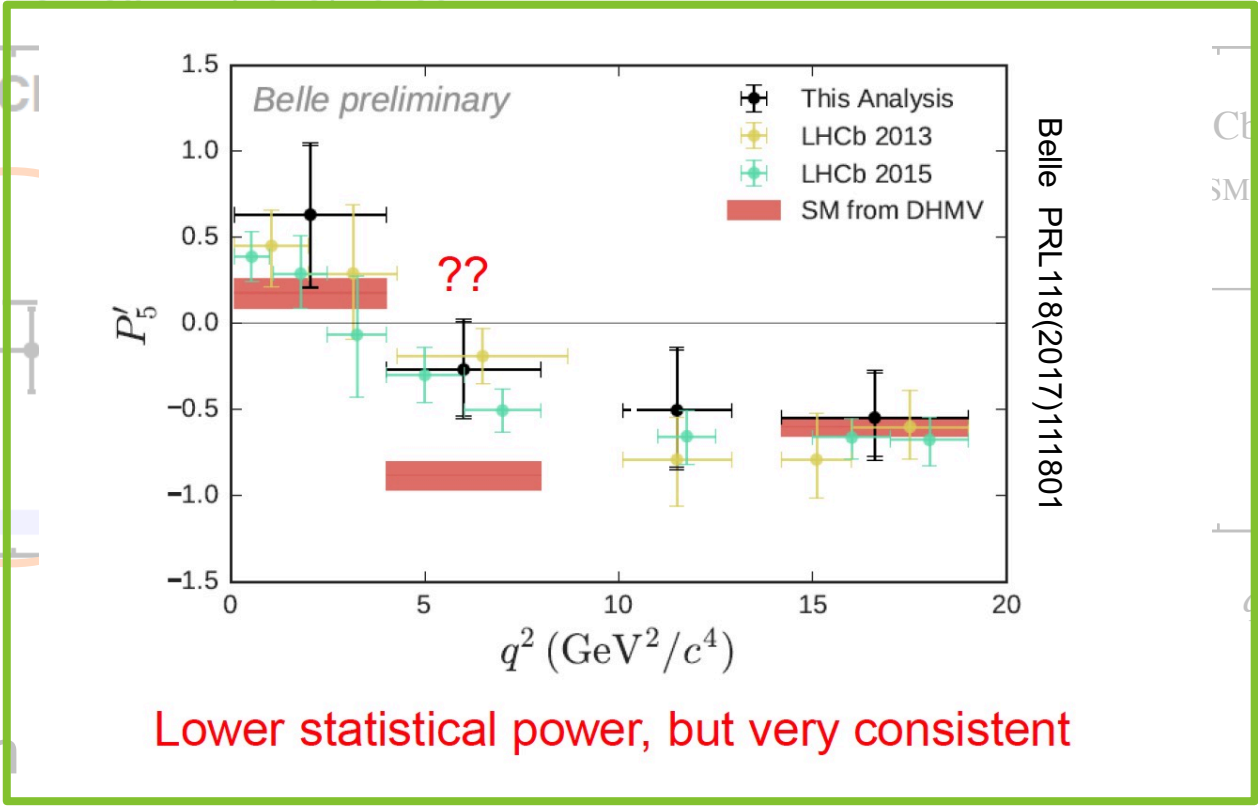 1.5
Belle preliminary
This Analysis
LHCb 2013
LHCb 2015
SM from DHMV
1.0
0.5
0.0
−0.5
−1.0
−1.5
??
P′5
0
5
10
15
20
q² (GeV²/c⁴)
Belle PRL118(2017)111801
Lower statistical power, but very consistent